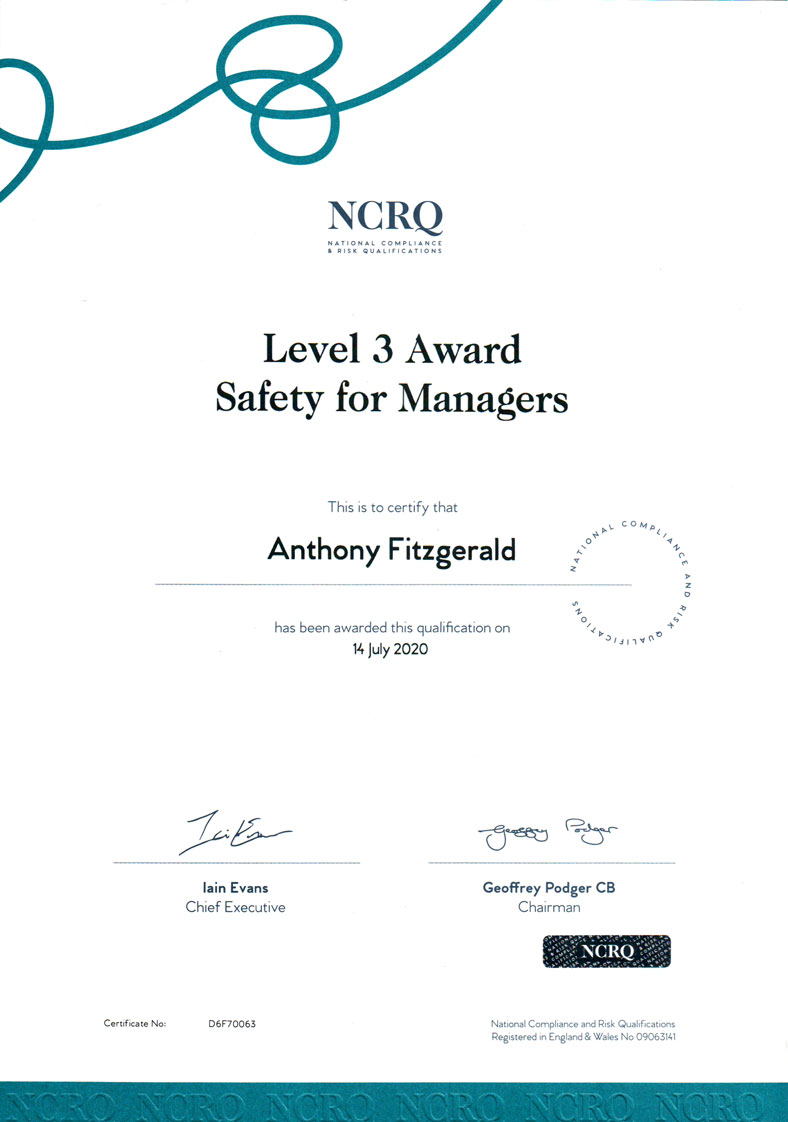 NCRQ
NATIONAL COMPLIANCE
& RISK QUALIFICATIONS
Level 3 Award
Safety for Managers
This is to certify that
Anthony Fitzgerald
NATIONAL COMPLIANCE AND RISK QUALIFICATIONS
has been awarded this qualification on
14 July 2020
Iain Evans
Geoffrey Podger
Iain Evans
Chief Executive
Geoffrey Podger CB
Chairman
NCRQ
Certificate No: D6F70063
National Compliance and Risk Qualifications
Registered in England & Wales No 09063141
NCRQ NCRQ NCRQ NCRQ NCRQ NCRQ